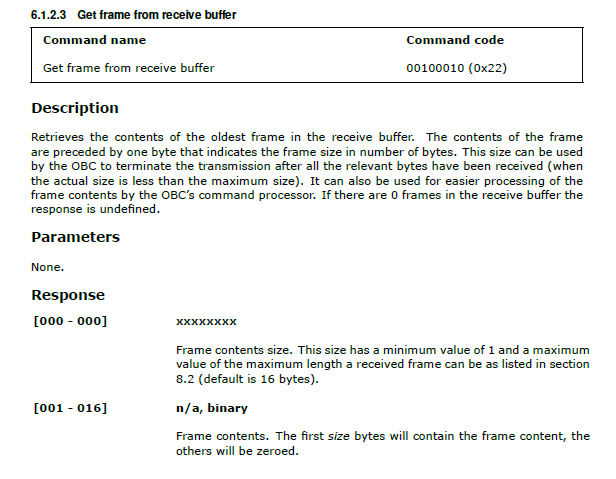 6.1.2.3 Get frame from receive buffer
Command name Command code
Get frame from receive buffer 00100010 (0x22)
Description
Retrieves the contents of the oldest frame in the receive buffer. The contents of the frame
are preceded by one byte that indicates the frame size in number of bytes. This size can be used
by the OBC to terminate the transmission after all the relevant bytes have been received (when
the actual size is less than the maximum size). It can also be used for easier processing of the
frame contents by the OBC's command processor. If there are 0 frames in the receive buffer the
response is undefined.
Parameters
None.
Response
[000 - 000] xxxxxxxx
Frame contents size. This size has a minimum value of 1 and a maximum
value of the maximum length a received frame can be as listed in section
8.2 (default is 16 bytes).
[001 - 016] n/a, binary
Frame contents. The first size bytes will contain the frame content, the
others will be zeroed.